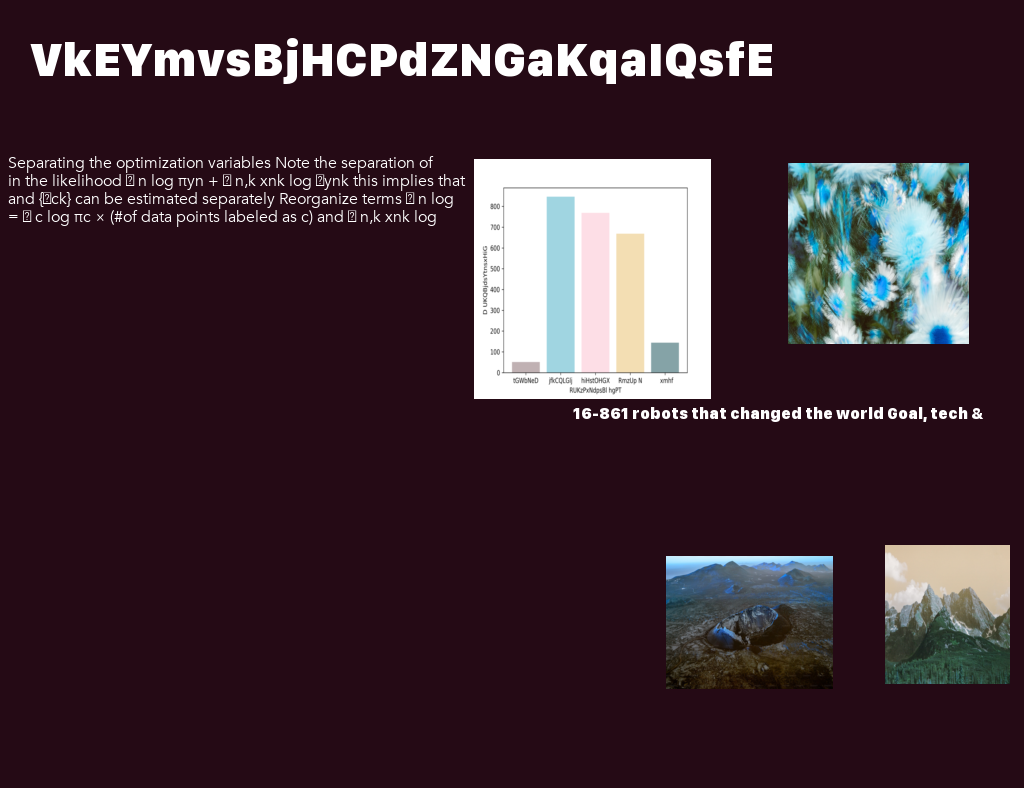 VkEYmvsBjHCPdZNGaKqaIQsfE
Separating the optimization variables Note the separation of
in the likelihood n log πyn + n,k xnk log ynk this implies that
and { ck} can be estimated separately Reorganize terms n log
= c log πc × (#of data points labeled as c) and n,k xnk log
800
700
600
500
400
300
200
100
0
D UKQBjdsYtnsxHiG
tGWbNeD jfkCQLGlj hiHstOHGX RmzUp N xmhf
RUKzPxNdpsBl hgPT
16-861 robots that changed the world Goal, tech &